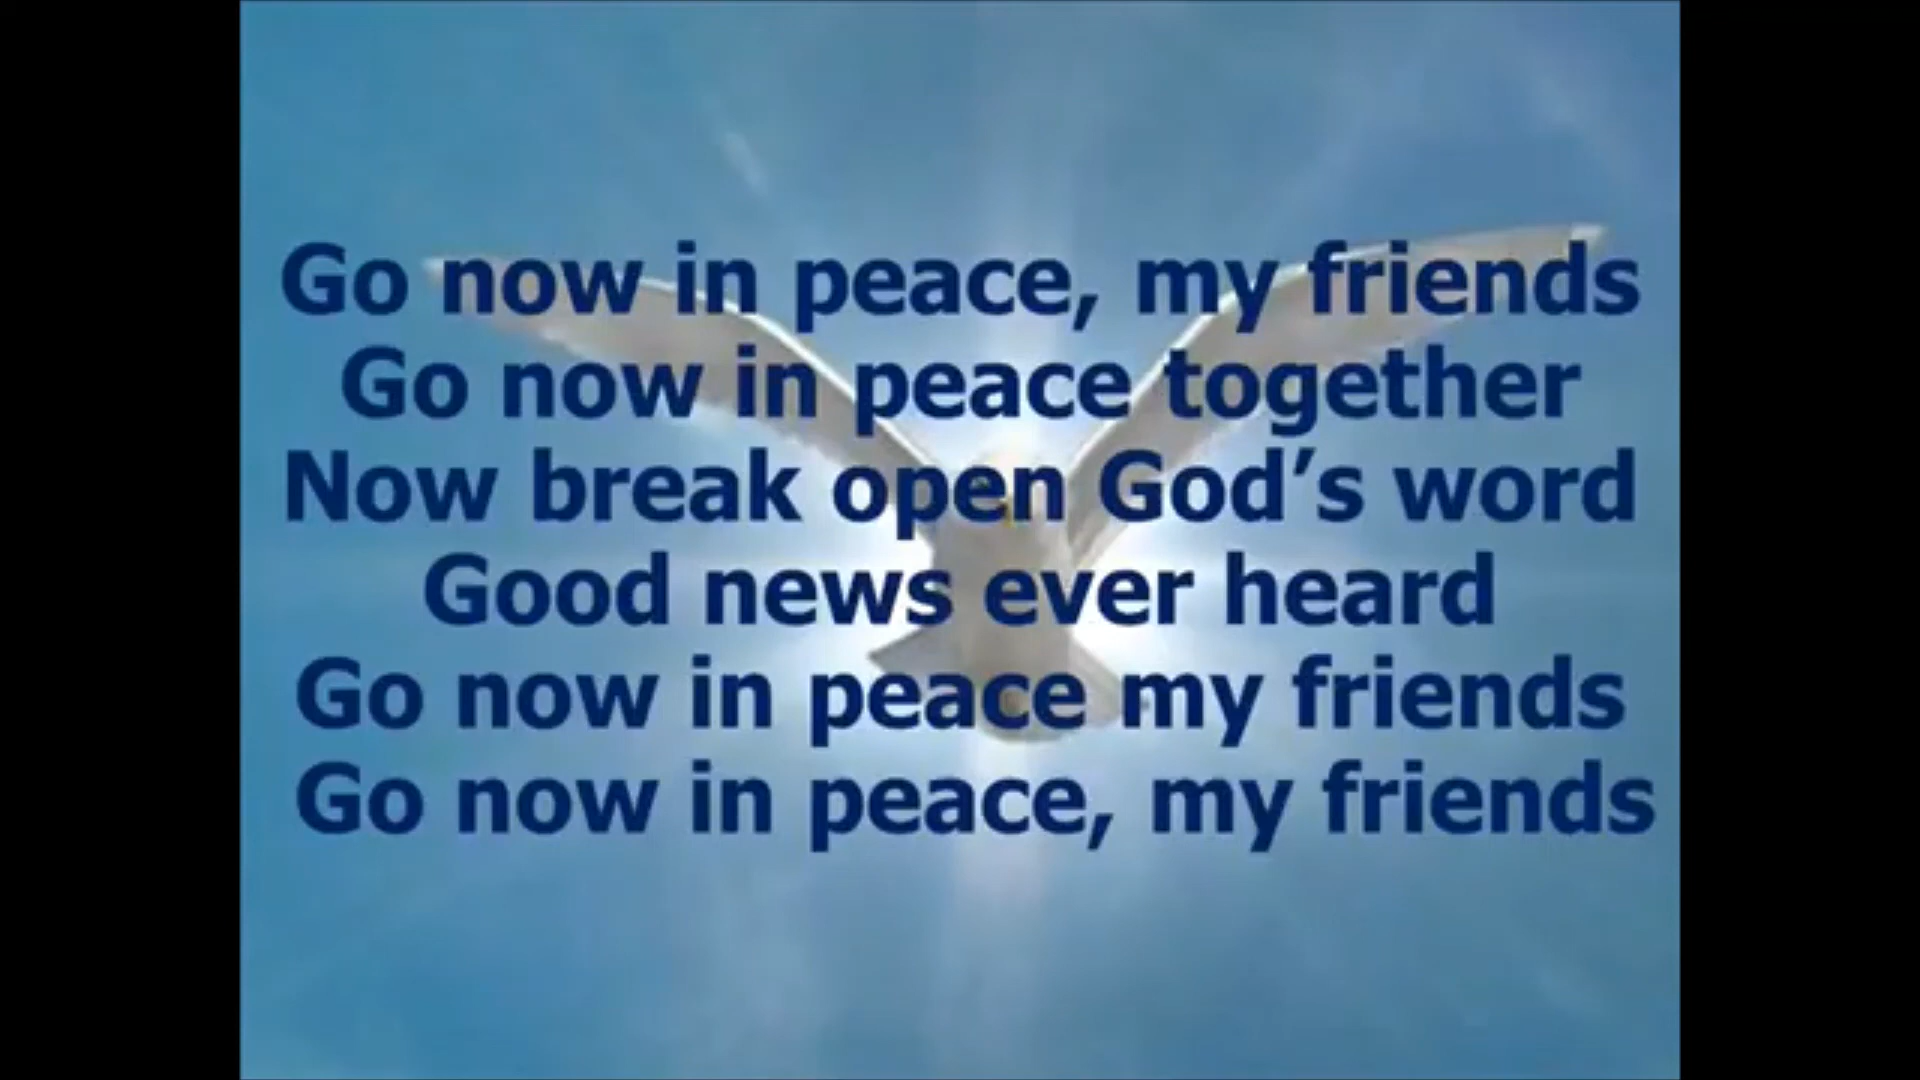 Go now in peace, my friends
Go now in peace together
Now break open God’s word
Good news ever heard
Go now in peace my friends
Go now in peace, my friends